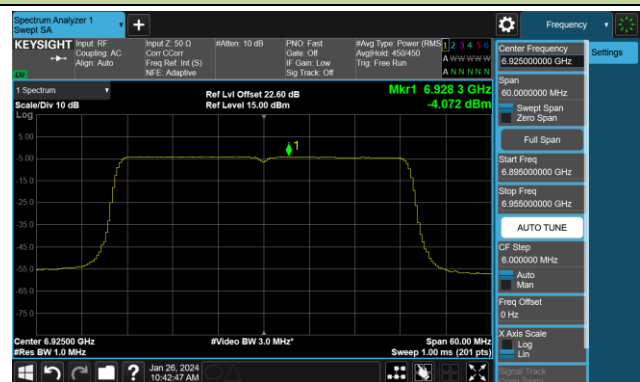 Spectrum Analyzer 1
Swept SA
+
Frequency
KEYSIGHT
Input: RF
Coupling: AC
Align: Auto
Input Z: 50 Ω
Corr CCorr
Freq Ref: Int (S)
NFE: Adaptive
#Atten: 10 dB
PNO: Fast
Gate: Off
IF Gain: Low
Sig Track: Off
#Avg Type: Power (RMS)
Avg|Hold: 450/450
Trig: Free Run
1 2 3 4 5 6
A W W W W W
A N N N N N
LXI
1 Spectrum
Scale/Div 10 dB
Log
Ref Lvl Offset 22.60 dB
Ref Level 15.00 dBm
Mkr1 6.928 3 GHz
-4.072 dBm
5.00
-5.00
-15.0
-25.0
-35.0
-45.0
-55.0
-65.0
-75.0
1
Center 6.92500 GHz
#Res BW 1.0 MHz
#Video BW 3.0 MHz*
Span 60.00 MHz
Sweep 1.00 ms (201 pts)
Jan 26, 2024
10:42:47 AM
?
Center Frequency
6.925000000 GHz
Settings
Span
60.0000000 MHz
Swept Span
Zero Span
Full Span
Start Freq
6.895000000 GHz
Stop Freq
6.955000000 GHz
AUTO TUNE
CF Step
6.000000 MHz
Auto
Man
Freq Offset
0 Hz
X Axis Scale
Log
Lin
Signal Track
(Span Zoom)